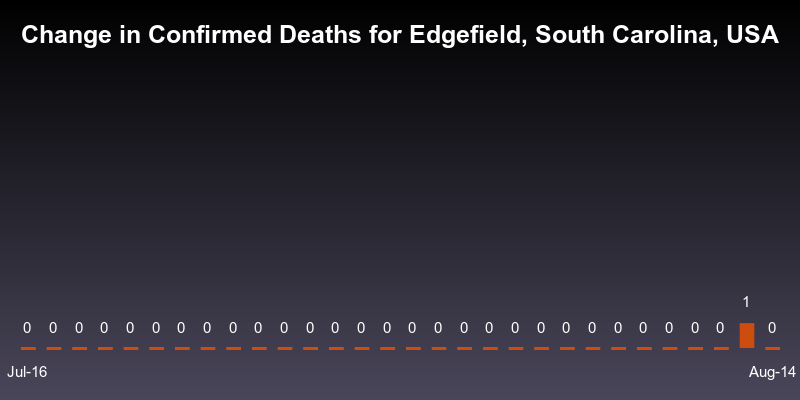 Change in Confirmed Deaths for Edgefield, South Carolina, USA
1
0 0 0 0 0 0 0 0 0 0 0 0 0 0 0 0 0 0 0 0 0 0 0 0 0 0 0 0 0
Jul-16 Aug-14